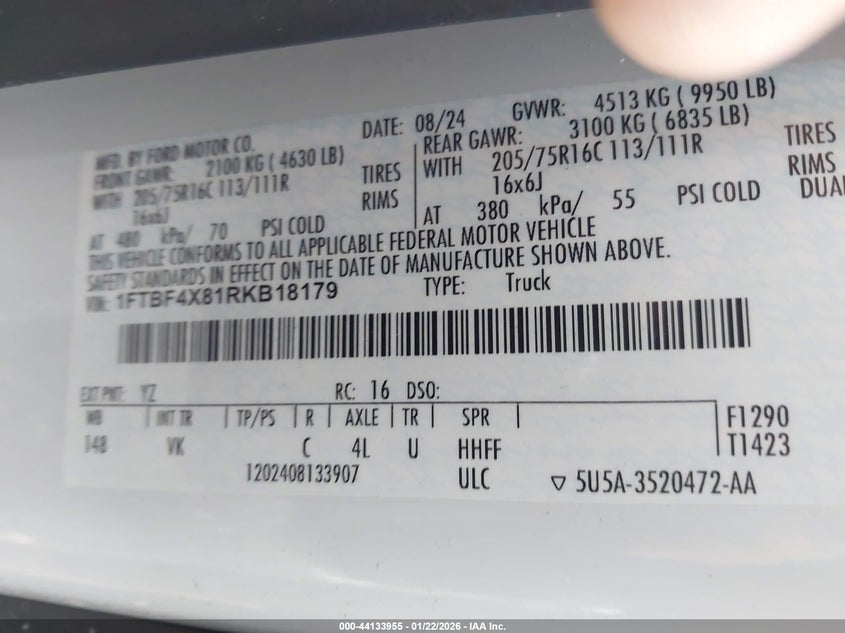 MFD. BY FORD MOTOR CO.
DATE: 08/24 GVWR: 4513 KG ( 9950 LB)
FRONT GAWR: 2100 KG ( 4630 LB)
WITH 205/75R16C 113/111R TIRES
16x6J RIMS
AT 480 kPa/ 70 PSI COLD
REAR GAWR: 3100 KG ( 6835 LB)
WITH 205/75R16C 113/111R TIRES
16x6J RIMS
AT 380 kPa/ 55 PSI COLD DUAL
THIS VEHICLE CONFORMS TO ALL APPLICABLE FEDERAL MOTOR VEHICLE
SAFETY STANDARDS IN EFFECT ON THE DATE OF MANUFACTURE SHOWN ABOVE.
VIN: 1FTBF4X81RKB18179 TYPE: Truck
EXT PNT: YZ RC: 16 DSO:
WB INT TR TP/PS R AXLE TR SPR F1290
148 VK C 4L U HHFF T1423
1202408133907 ULC ▽ 5U5A-3520472-AA
000-44133955 - 01/22/2026 - IAA Inc.